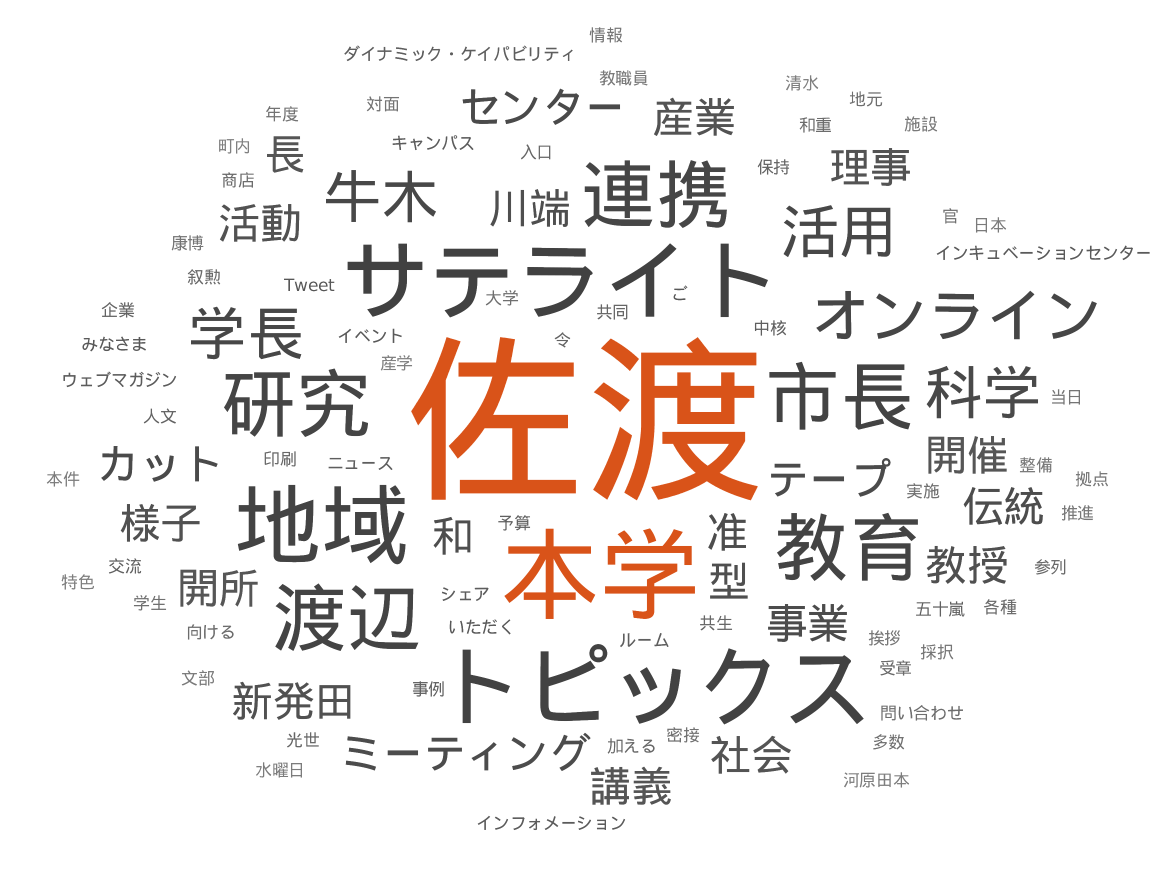 情報
ダイナミック・ケイパビリティ
教職員
清水
センター
産業
地元
年度
対面
和重
施設
町内
長
キャンパス
入口
保持
理事
商店
牛木
川端
連携
活動
活用
官
日本
康博
インキュベーションセンター
叙勲
Tweet
サテライト
大学
共同
ご
企業
学長
イベント
令
中核
オンライン
みなさま
産学
ウェブマガジン
研究
佐渡
市長
科学
当日
人文
カット
印刷
ニュース
テープ
開催
整備
本件
実施
伝統
拠点
様子
地域
和
予算
本学
准
教育
推進
特色
交流
開所
シェア
型
教授
参列
学生
渡辺
いただく
共生
事業
五十嵐
各種
向ける
ルーム
挨拶
採択
文部
新発田
事例
トピックス
受章
問い合わせ
光世
ミーティング
加える
密接
社会
多数
水曜日
講義
河原田本
インフォメーション